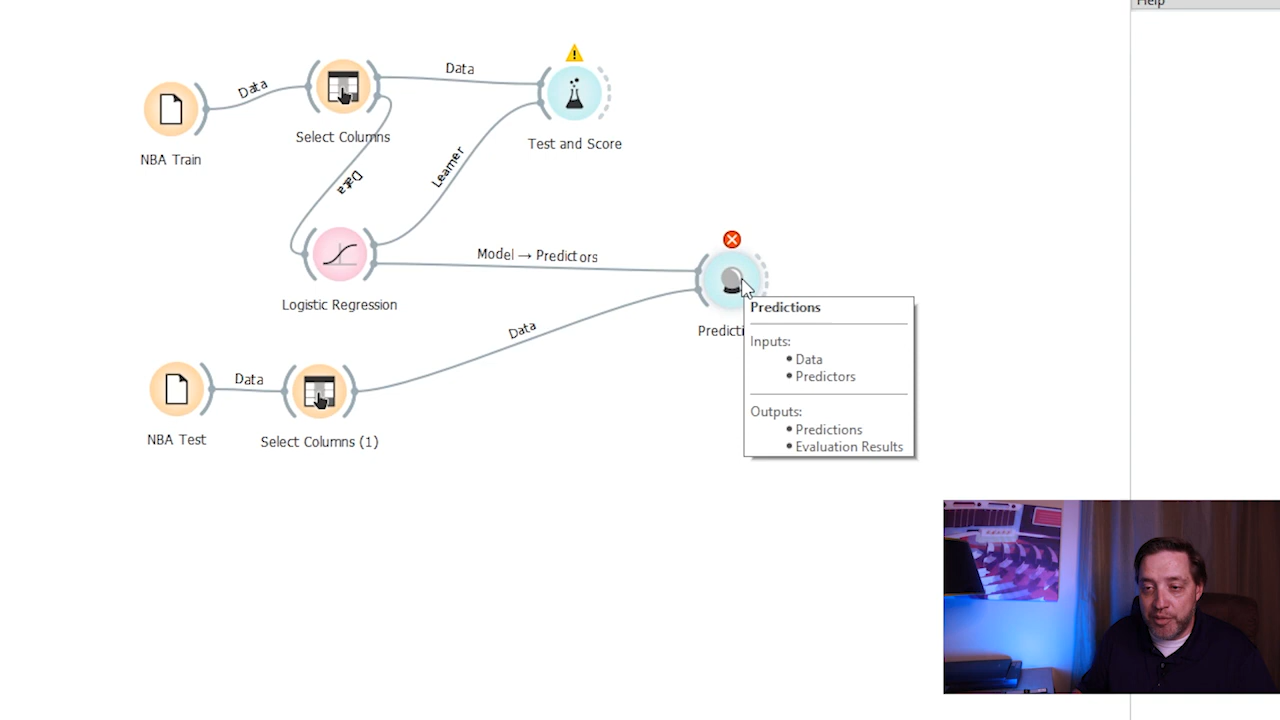 Help
Data
Data
Select Columns
Test and Score
NBA Train
Data
Learner
Model → Predictors
Logistic Regression
Predicti
Data
Data
NBA Test
Select Columns (1)
Predictions
Inputs:
• Data
• Predictors
Outputs:
• Predictions
• Evaluation Results